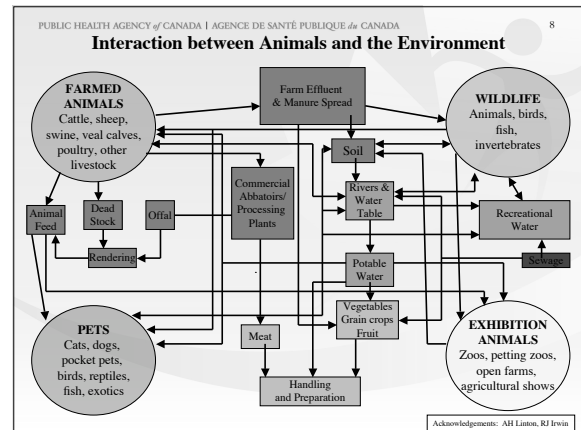 PUBLIC HEALTH AGENCY of CANADA | AGENCE DE SANTÉ PUBLIQUE du CANADA
8
Interaction between Animals and the Environment
FARMED
ANIMALS
Cattle, sheep,
swine, veal calves,
poultry, other
livestock
Farm Effluent
& Manure Spread
WILDLIFE
Animals, birds,
fish,
invertebrates
Soil
Commercial
Abbatoirs/
Processing
Plants
Rivers &
Water
Table
Animal
Feed
Dead
Stock
Offal
Recreational
Water
Rendering
Potable
Water
Sewage
PETS
Cats, dogs,
pocket pets,
birds, reptiles,
fish, exotics
Meat
Vegetables
Grain crops
Fruit
EXHIBITION
ANIMALS
Zoos, petting zoos,
open farms,
agricultural shows
Handling
and Preparation
Acknowledgements: AH Linton, RJ Irwin